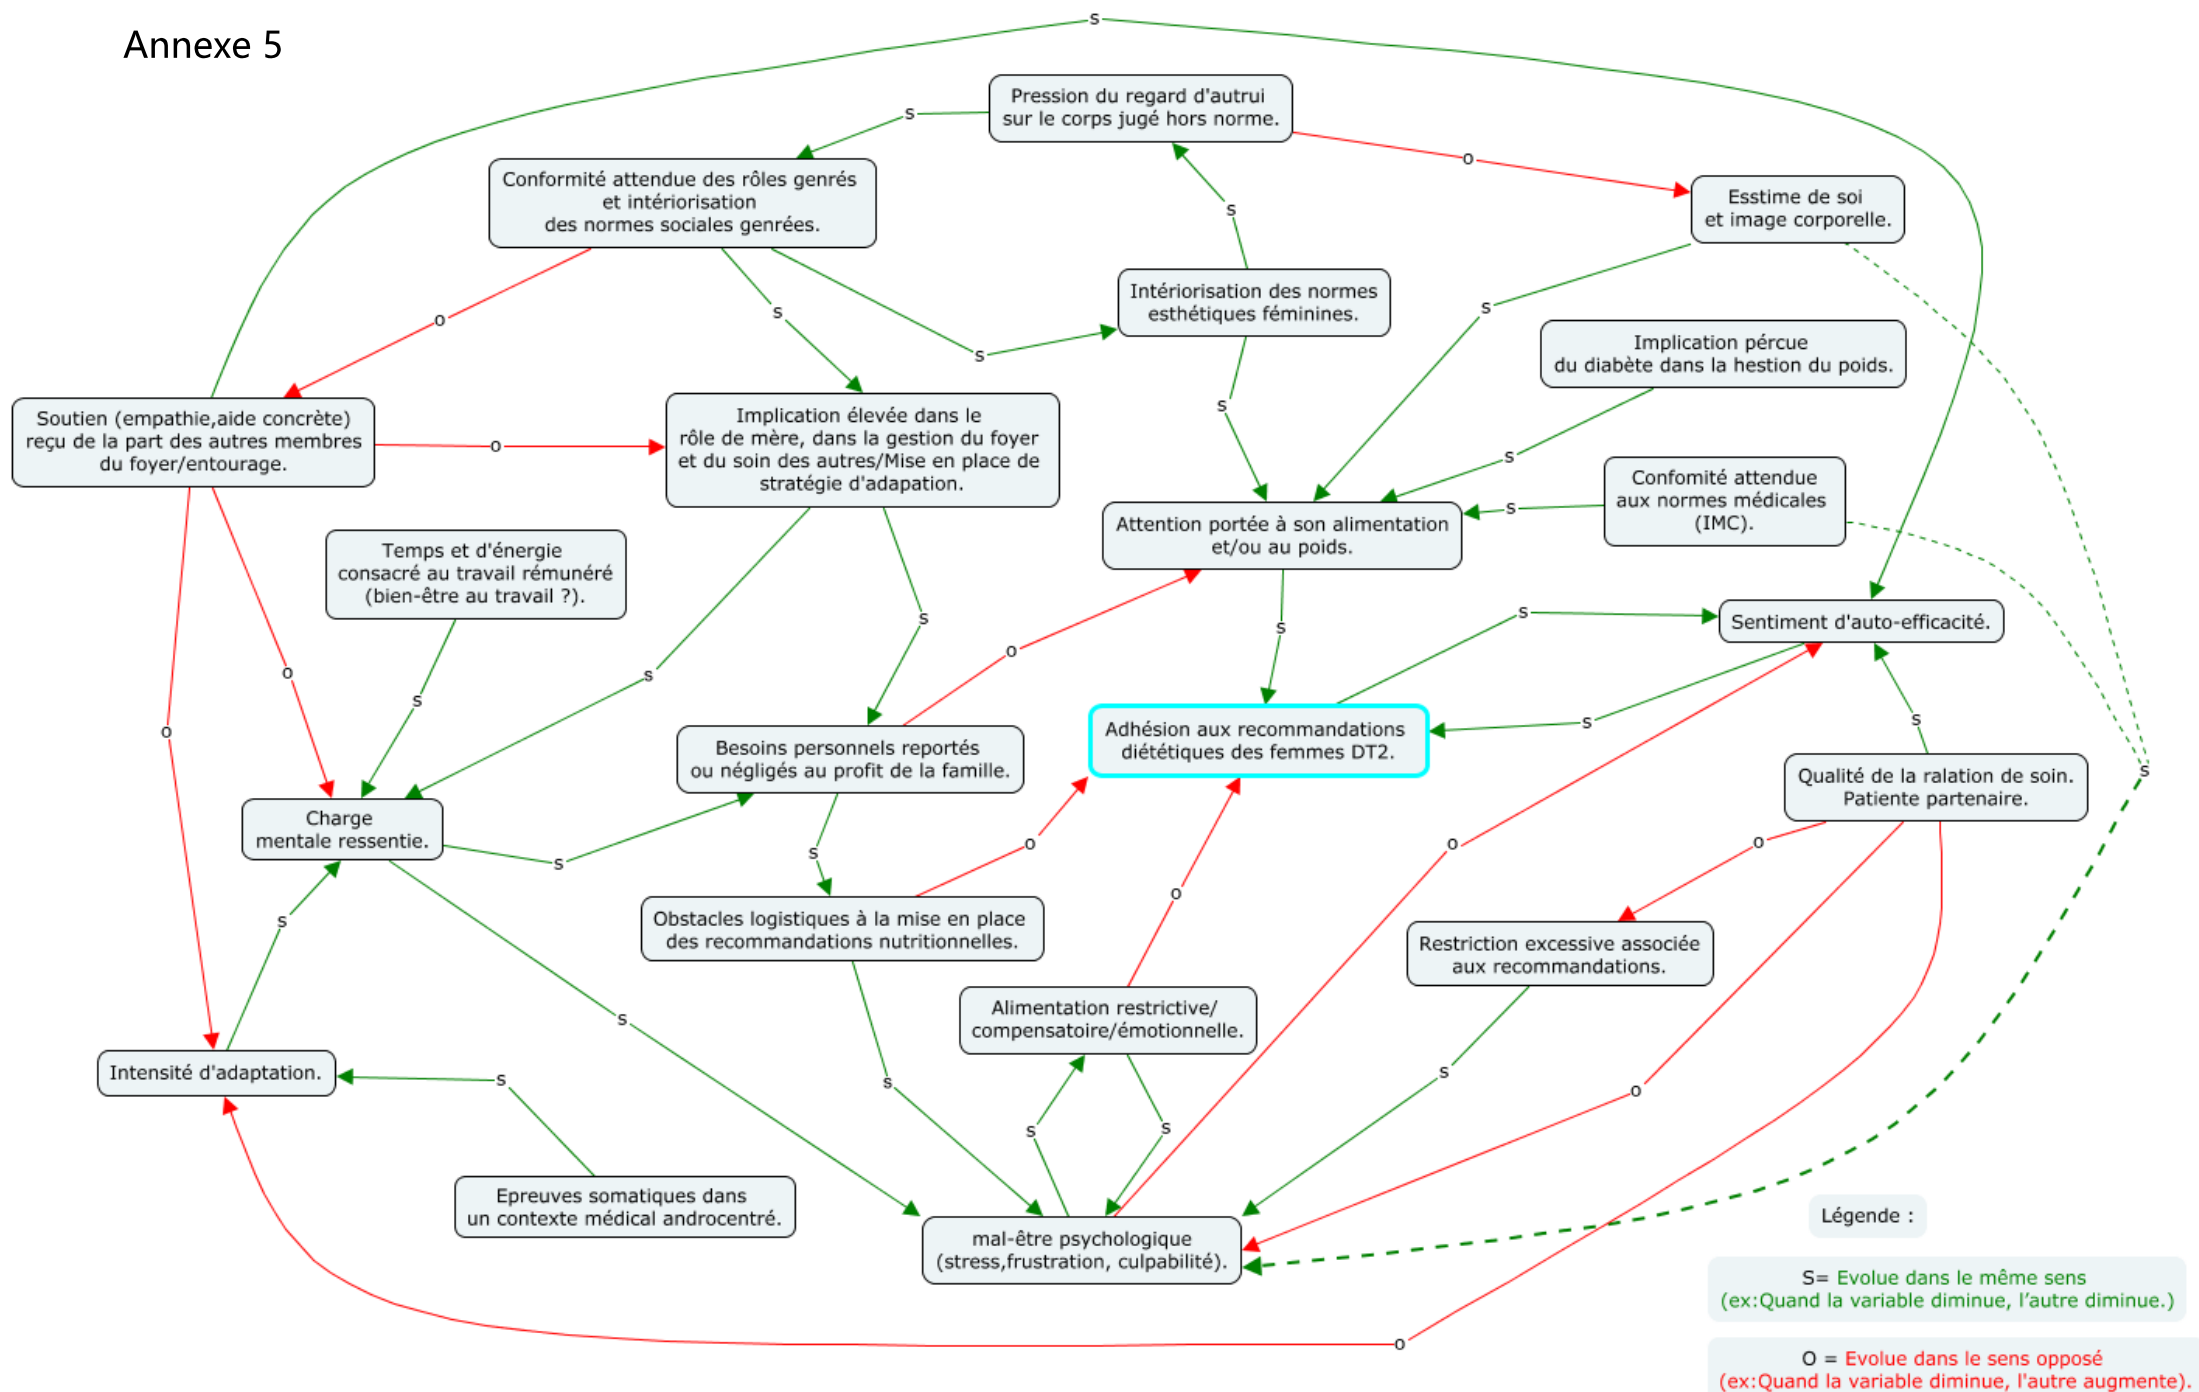 Annexe 5
s
Pression du regard d'autrui
sur le corps jugé hors norme.
s
o
Conformité attendue des rôles genrés
et intériorisation
des normes sociales genrées.
Esstime de soi
et image corporelle.
s
Intériorisation des normes
esthétiques féminines.
o
s
s
s
Implication pércue
du diabète dans la hestion du poids.
s
Soutien (empathie,aide concrète)
reçu de la part des autres membres
du foyer/entourage.
o
Implication élevée dans le
rôle de mère, dans la gestion du foyer
et du soin des autres/Mise en place de
stratégie d'adapation.
s
Confomité attendue
aux normes médicales
(IMC).
s
Attention portée à son alimentation
et/ou au poids.
Temps et d'énergie
consacré au travail rémunéré
(bien-être au travail ?).
s
s
s
Sentiment d'auto-efficacité.
o
o
s
s
o
Besoins personnels reportés
ou négligés au profit de la famille.
Adhésion aux recommandations
diététiques des femmes DT2.
s
s
Qualité de la ralation de soin.
Patiente partenaire.
s
Charge
mentale ressentie.
s
s
o
o
o
Obstacles logistiques à la mise en place
des recommandations nutritionnelles.
o
s
Restriction excessive associée
aux recommandations.
Alimentation restrictive/
compensatoire/émotionnelle.
s
Intensité d'adaptation.
s
s
s
o
s
s
Epreuves somatiques dans
un contexte médical androcentré.
mal-être psychologique
(stress,frustration, culpabilité).
o
Légende :
S= Evolue dans le même sens
(ex:Quand la variable diminue, l’autre diminue.)
O = Evolue dans le sens opposé
(ex:Quand la variable diminue, l'autre augmente).